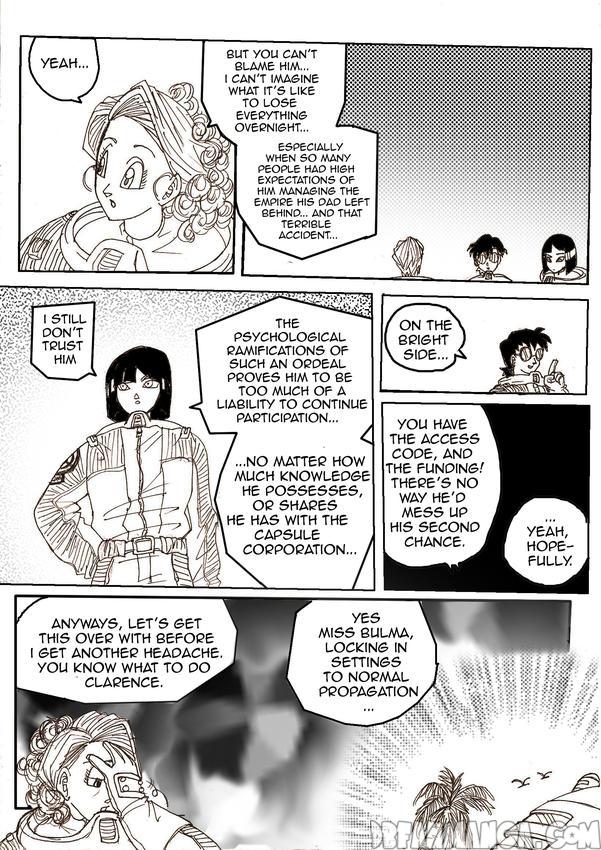 YEAH...
BUT YOU CAN'T
BLAME HIM...
I CAN'T IMAGINE
WHAT IT'S LIKE
TO LOSE
EVERYTHING
OVERNIGHT...
ESPECIALLY
WHEN SO MANY
PEOPLE HAD HIGH
EXPECTATIONS OF
HIM MANAGING THE
EMPIRE HIS DAD LEFT
BEHIND... AND THAT
TERRIBLE
ACCIDENT...
I STILL
DON'T
TRUST
HIM
THE
PSYCHOLOGICAL
RAMIFICATIONS OF
SUCH AN ORDEAL
PROVES HIM TO BE
TOO MUCH OF A
LIABILITY TO CONTINUE
PARTICIPATION...
...NO MATTER HOW
MUCH KNOWLEDGE
HE POSSESSES,
OR SHARES
HE HAS WITH THE
CAPSULE
CORPORATION...
ON THE
BRIGHT
SIDE...
YOU HAVE
THE ACCESS
CODE, AND
THE FUNDING!
THERE'S NO
WAY HE'D
MESS UP
HIS SECOND
CHANCE.
...
YEAH,
HOPE-
FULLY.
ANYWAYS, LET'S GET
THIS OVER WITH BEFORE
I GET ANOTHER HEADACHE.
YOU KNOW WHAT TO DO
CLARENCE.
YES
MISS BULMA,
LOCKING IN
SETTINGS
TO NORMAL
PROPAGATION
...